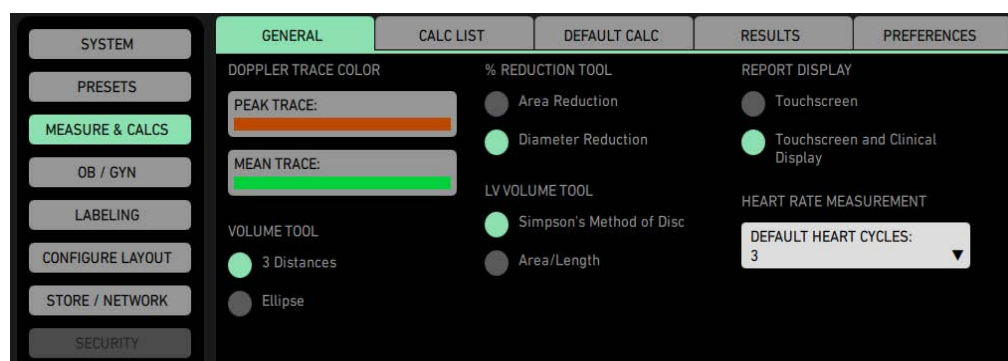 SYSTEM
PRESETS
MEASURE & CALCS
OB / GYN
LABELING
CONFIGURE LAYOUT
STORE / NETWORK
SECURITY
GENERAL
CALC LIST
DEFAULT CALC
RESULTS
PREFERENCES
DOPPLER TRACE COLOR
PEAK TRACE:
MEAN TRACE:
VOLUME TOOL
3 Distances
Ellipse
% REDUCTION TOOL
Area Reduction
Diameter Reduction
LV VOLUME TOOL
Simpson's Method of Disc
Area/Length
REPORT DISPLAY
Touchscreen
Touchscreen and Clinical
Display
HEART RATE MEASUREMENT
DEFAULT HEART CYCLES:
3